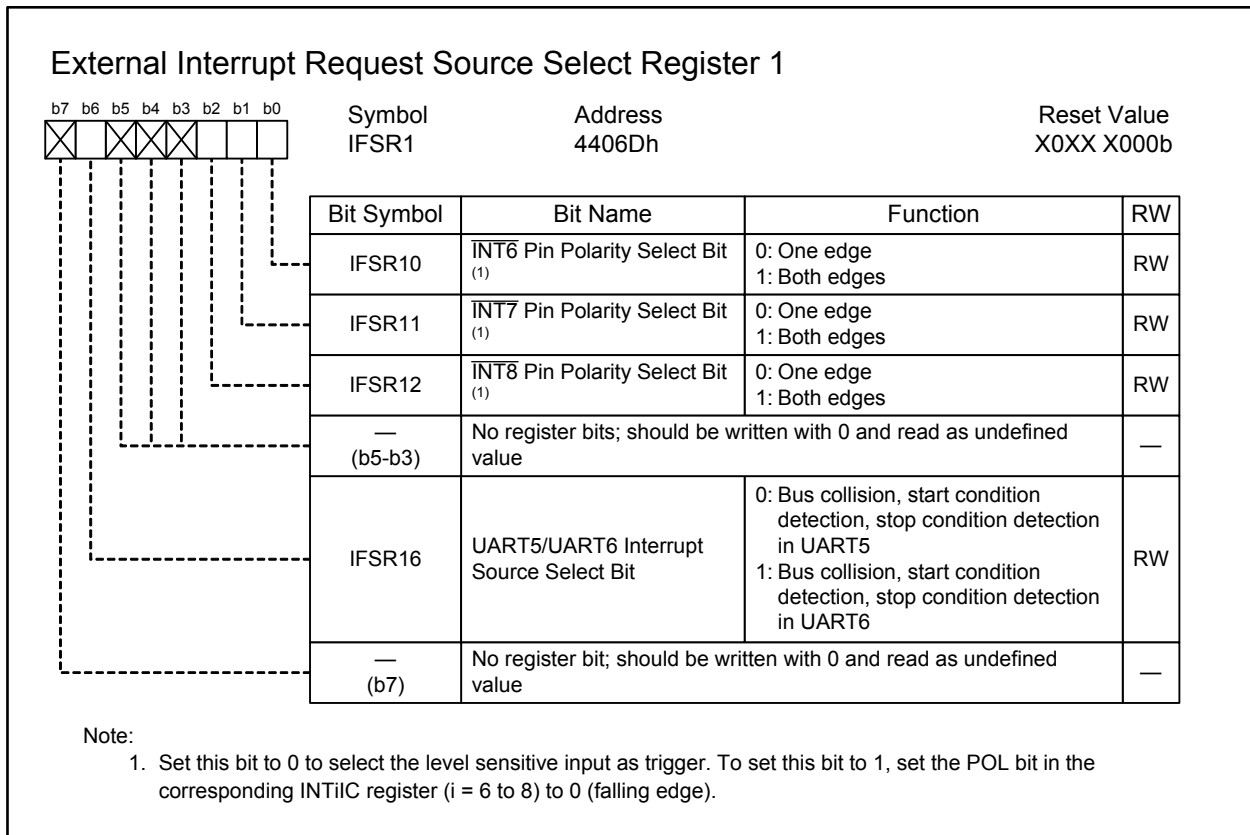 External Interrupt Request Source Select Register 1
b7 b6 b5 b4 b3 b2 b1 b0
Symbol Address Reset Value
IFSR1 4406Dh X0XX X000b
Bit Symbol Bit Name Function RW
IFSR10 INT6 Pin Polarity Select Bit (1) 0: One edge 1: Both edges RW
IFSR11 INT7 Pin Polarity Select Bit (1) 0: One edge 1: Both edges RW
IFSR12 INT8 Pin Polarity Select Bit (1) 0: One edge 1: Both edges RW
— (b5-b3) No register bits; should be written with 0 and read as undefined value —
IFSR16 UART5/UART6 Interrupt Source Select Bit 0: Bus collision, start condition detection, stop condition detection in UART5 1: Bus collision, start condition detection, stop condition detection in UART6 RW
— (b7) No register bit; should be written with 0 and read as undefined value —
Note:
1. Set this bit to 0 to select the level sensitive input as trigger. To set this bit to 1, set the POL bit in the
corresponding INTiIC register (i = 6 to 8) to 0 (falling edge).